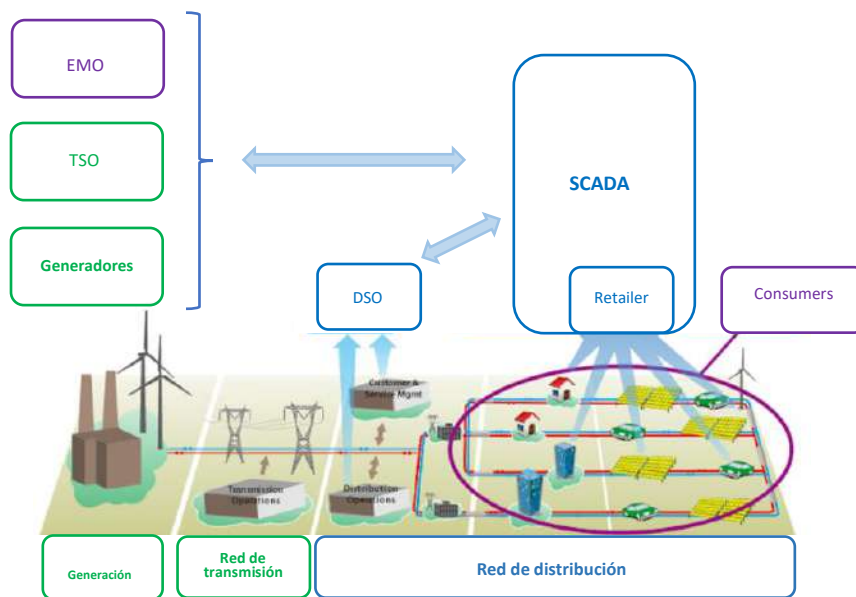 EMO
TSO
SCADA
Generadores
DSO
Retailer
Consumers
Customer &
Service Mgmt
Transmission
Operations
Distribution
Operations
Generación
Red de
transmisión
Red de distribución